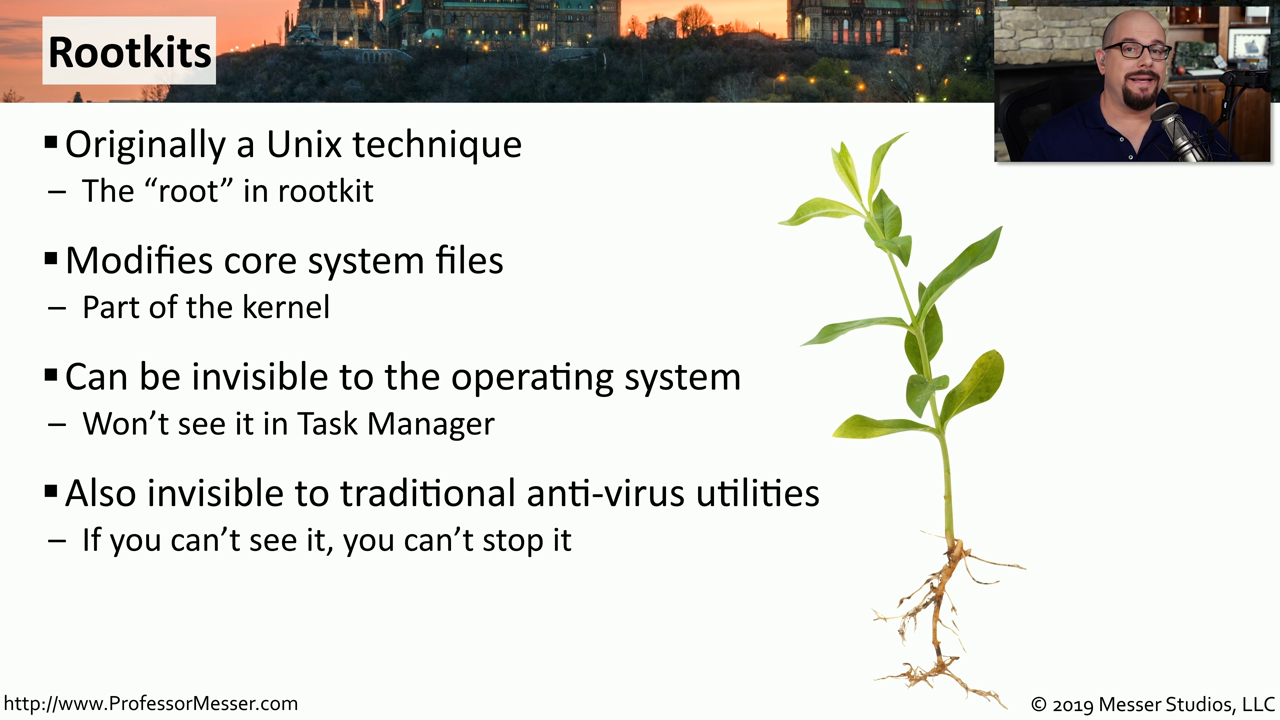 Rootkits
▪ Originally a Unix technique
– The “root” in rootkit
▪ Modifies core system files
– Part of the kernel
▪ Can be invisible to the operating system
– Won’t see it in Task Manager
▪ Also invisible to traditional anti-virus utilities
– If you can’t see it, you can’t stop it
http://www.ProfessorMesser.com
© 2019 Messer Studios, LLC